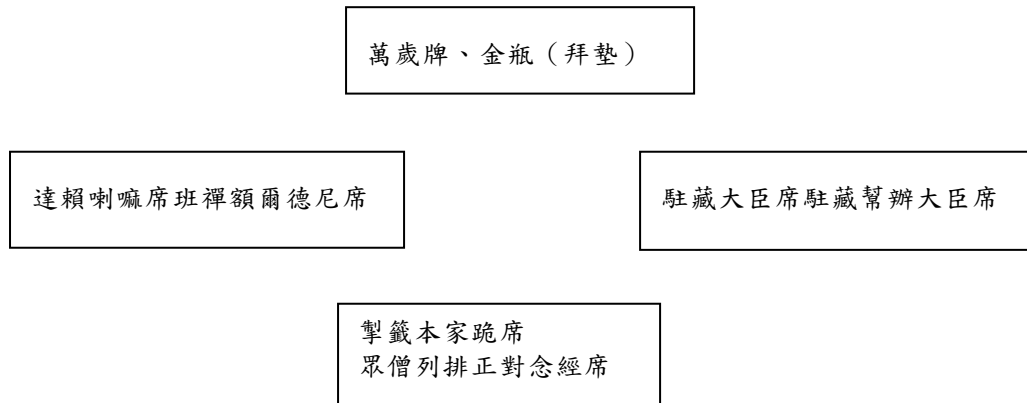 萬歲牌、金瓶（拜墊）
達賴喇嘛席班禪額爾德尼席
駐藏大臣席駐藏幫辦大臣席
掣籤本家跪席
眾僧列排正對念經席